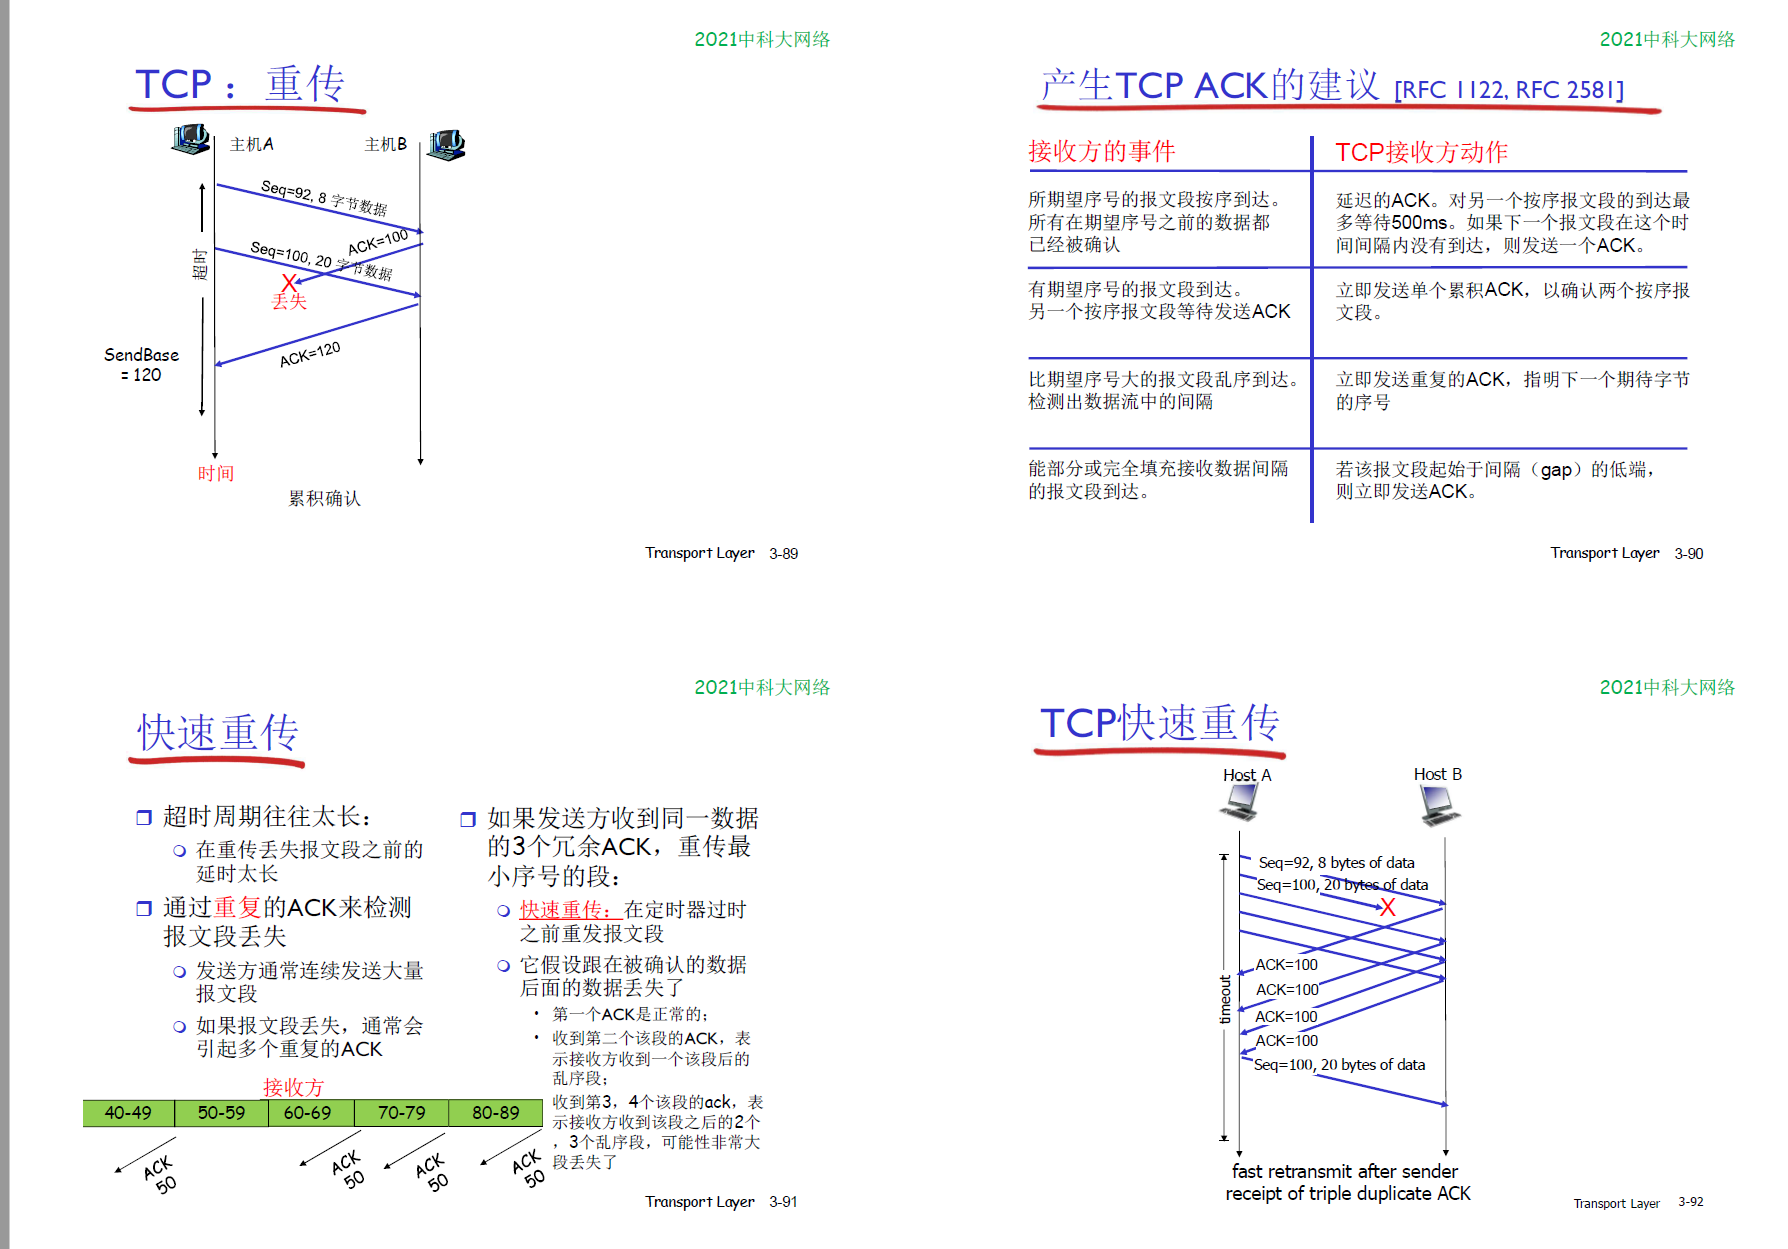 2021中科大网络
TCP：重传
主机A
主机B
Seq=92, 8 字节数据
ACK=100
Seq=100, 20 字节数据
超时
X
丢失
ACK=120
SendBase
= 120
时间
累积确认
Transport Layer 3-89
2021中科大网络
产生TCP ACK的建议 [RFC 1122, RFC 2581]
接收方的事件
TCP接收方动作
所期望序号的报文段按序到达。
所有在期望序号之前的数据都
已经被确认
延迟的ACK。对另一个按序报文段的到达最
多等待500ms。如果下一个报文段在这个时
间间隔内没有到达，则发送一个ACK。
有期望序号的报文段到达。
另一个按序报文段等待发送ACK
立即发送单个累积ACK，以确认两个按序报
文段。
比期望序号大的报文段乱序到达。
检测出数据流中的间隔
立即发送重复的ACK，指明下一个期待字节
的序号
能部分或完全填充接收数据间隔
的报文段到达。
若该报文段起始于间隔（gap）的低端，
则立即发送ACK。
Transport Layer 3-90
2021中科大网络
快速重传
超时周期往往太长：
在重传丢失报文段之前的
延时太长
通过重复的ACK来检测
报文段丢失
发送方通常连续发送大量
报文段
如果报文段丢失，通常会
引起多个重复的ACK
如果发送方收到同一数据
的3个冗余ACK，重传最
小序号的段：
快速重传：在定时器过时
之前重发报文段
它假设跟在被确认的数据
后面的数据丢失了
第一个ACK是正常的；
收到第二个该段的ACK，表
示接收方收到一个该段后的
乱序段；
收到第3，4个该段的ack，表
示接收方收到该段之后的2个
，3个乱序段，可能性非常大
段丢失了
接收方
40-49 50-59 60-69 70-79 80-89
ACK
50
ACK
50
ACK
50
ACK
50
Transport Layer 3-91
2021中科大网络
TCP快速重传
Host A
Host B
Seq=92, 8 bytes of data
Seq=100, 20 bytes of data
X
ACK=100
ACK=100
ACK=100
ACK=100
timeout
Seq=100, 20 bytes of data
fast retransmit after sender
receipt of triple duplicate ACK
Transport Layer 3-92